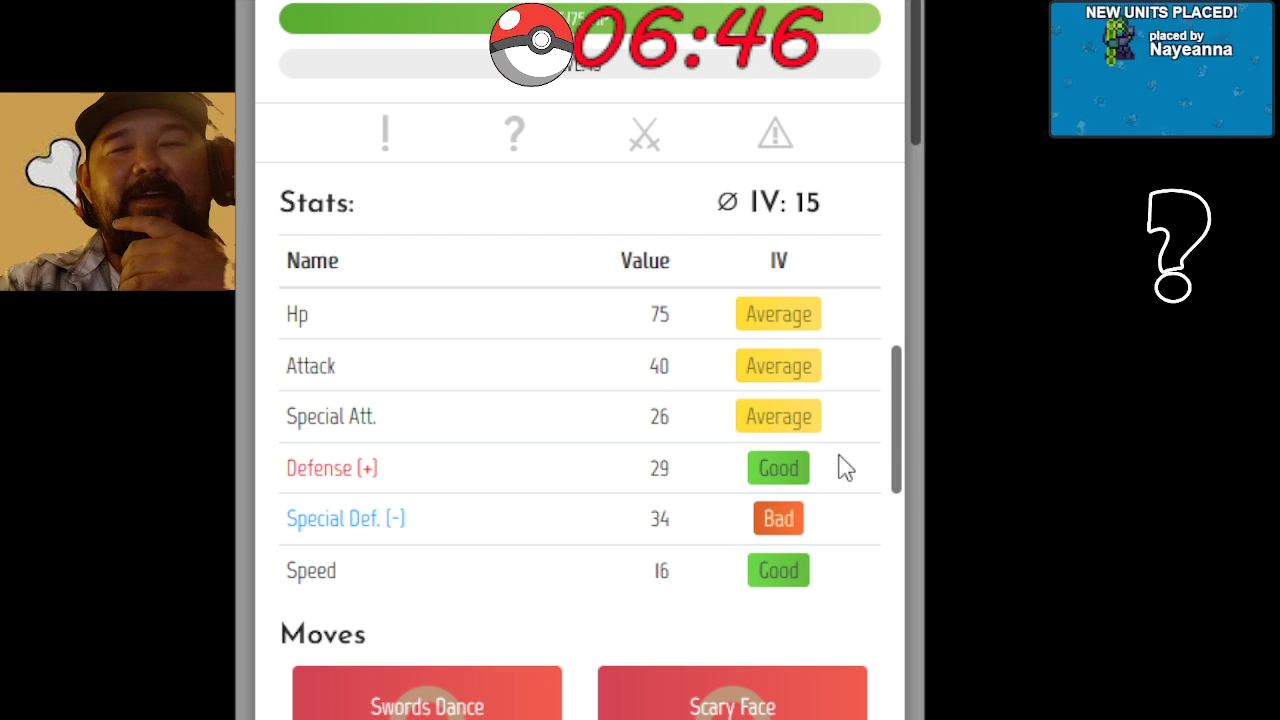 06:46
NEW UNITS PLACED!
placed by
Nayeanna
!
?
Stats:
Ø IV: 15
Name Value IV
Hp 75 Average
Attack 40 Average
Special Att. 26 Average
Defense (+) 29 Good
Special Def. (-) 34 Bad
Speed 16 Good
Moves
Swords Dance Scary Face
?